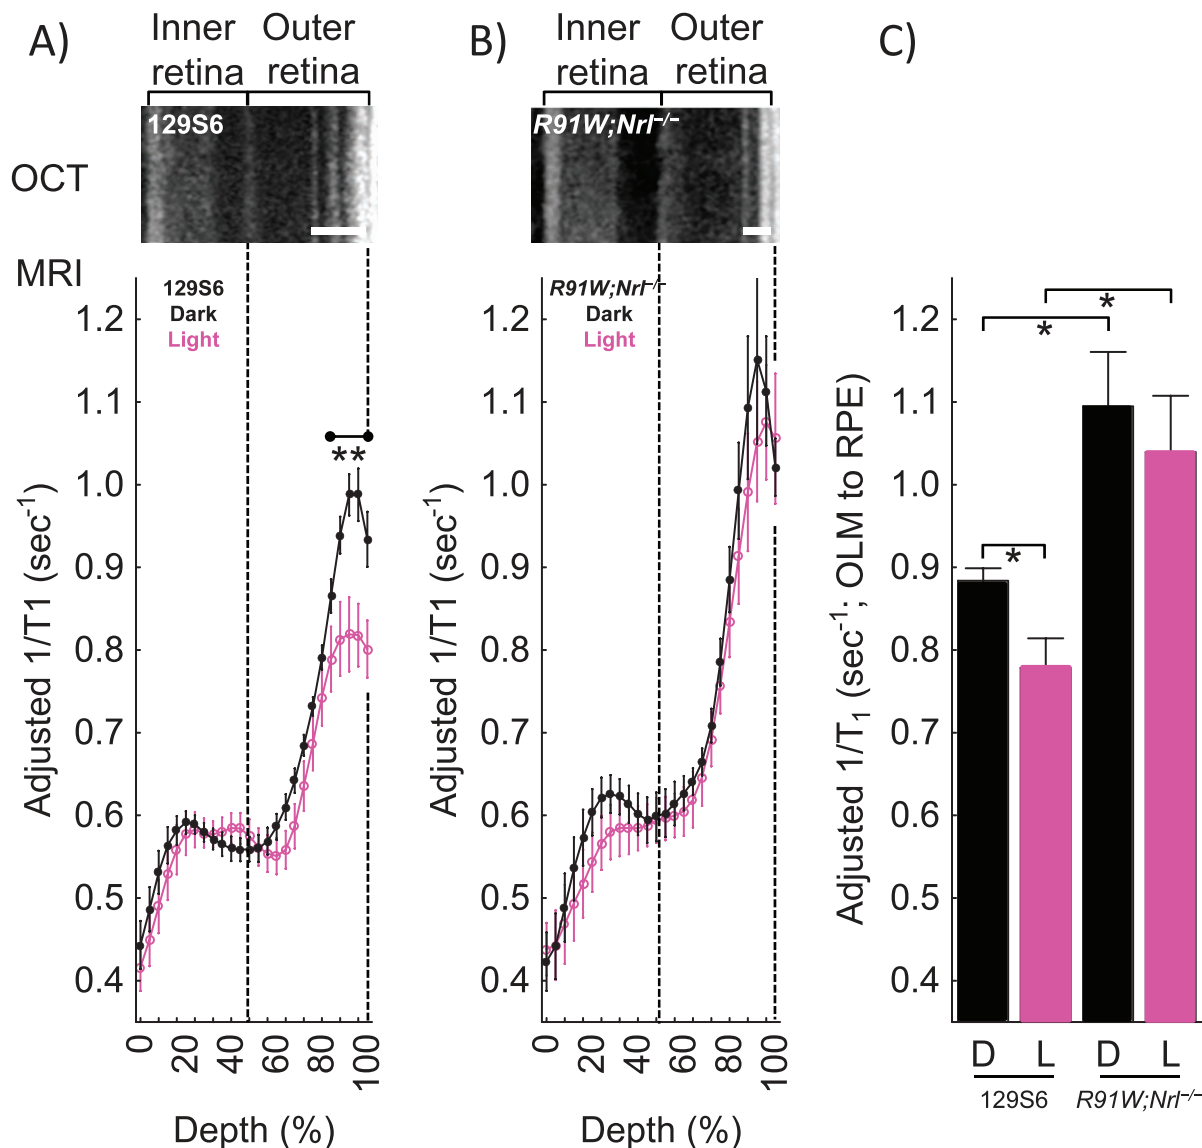 A)
Inner
retina
Outer
retina
129S6
OCT
MRI
129S6
Dark
Light
1.2
1.1
1.0
0.9
0.8
0.7
0.6
0.5
0.4
**
Adjusted 1/T1 (sec-1)
0
20
40
60
80
100
Depth (%)
B)
Inner
retina
Outer
retina
R91W;Nrl−/−
R91W;Nrl−/−
Dark
Light
1.2
1.1
1.0
0.9
0.8
0.7
0.6
0.5
0.4
Adjusted 1/T1 (sec-1)
0
20
40
60
80
100
Depth (%)
C)
1.2
1.1
1.0
0.9
0.8
0.7
0.6
0.5
0.4
*
*
*
Adjusted 1/T1 (sec-1; OLM to RPE)
D L D L
129S6 R91W;Nrl−/−